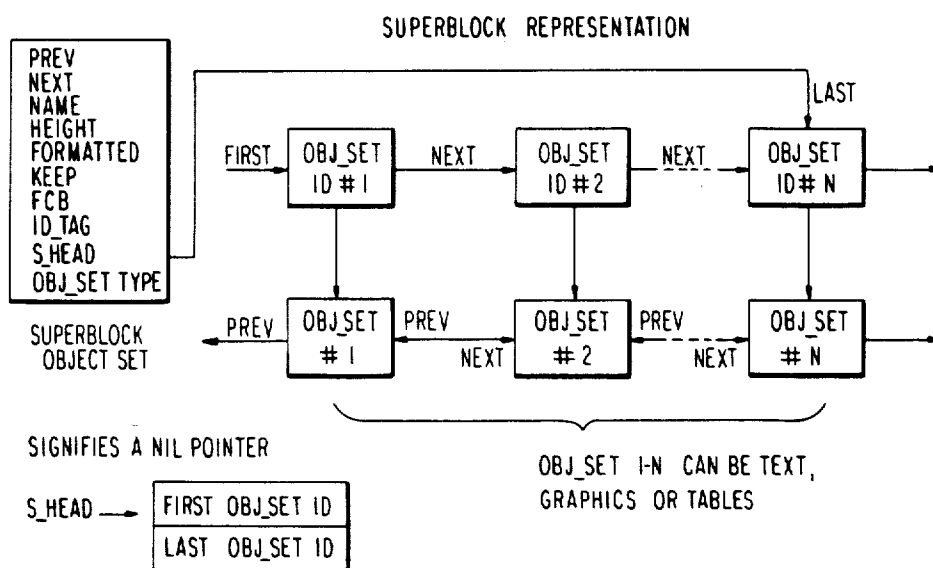 SUPERBLOCK REPRESENTATION
PREV
NEXT
NAME
HEIGHT
FORMATTED
KEEP
FCB
ID_TAG
S_HEAD
OBJ_SET TYPE
SUPERBLOCK
OBJECT SET
LAST
FIRST
OBJ_SET
ID # 1
NEXT
OBJ_SET
ID # 2
NEXT
OBJ_SET
ID # N
PREV
OBJ_SET
# 1
PREV
NEXT
OBJ_SET
# 2
PREV
NEXT
OBJ_SET
# N
SIGNIFIES A NIL POINTER
OBJ_SET 1-N CAN BE TEXT,
GRAPHICS OR TABLES
S_HEAD
FIRST OBJ_SET ID
LAST OBJ_SET ID